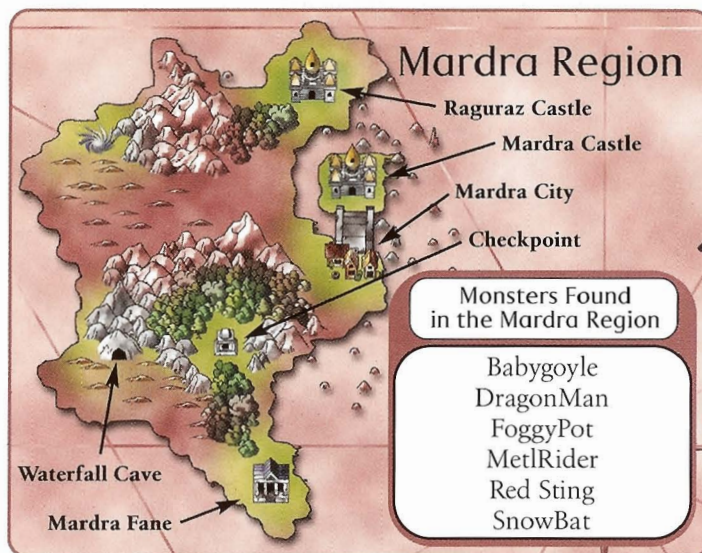 Mardra Region
Raguraz Castle
Mardra Castle
Mardra City
Checkpoint
Waterfall Cave
Mardra Fane
Monsters Found
in the Mardra Region
Babygoyle
DragonMan
FoggyPot
MetlRider
Red Sting
SnowBat